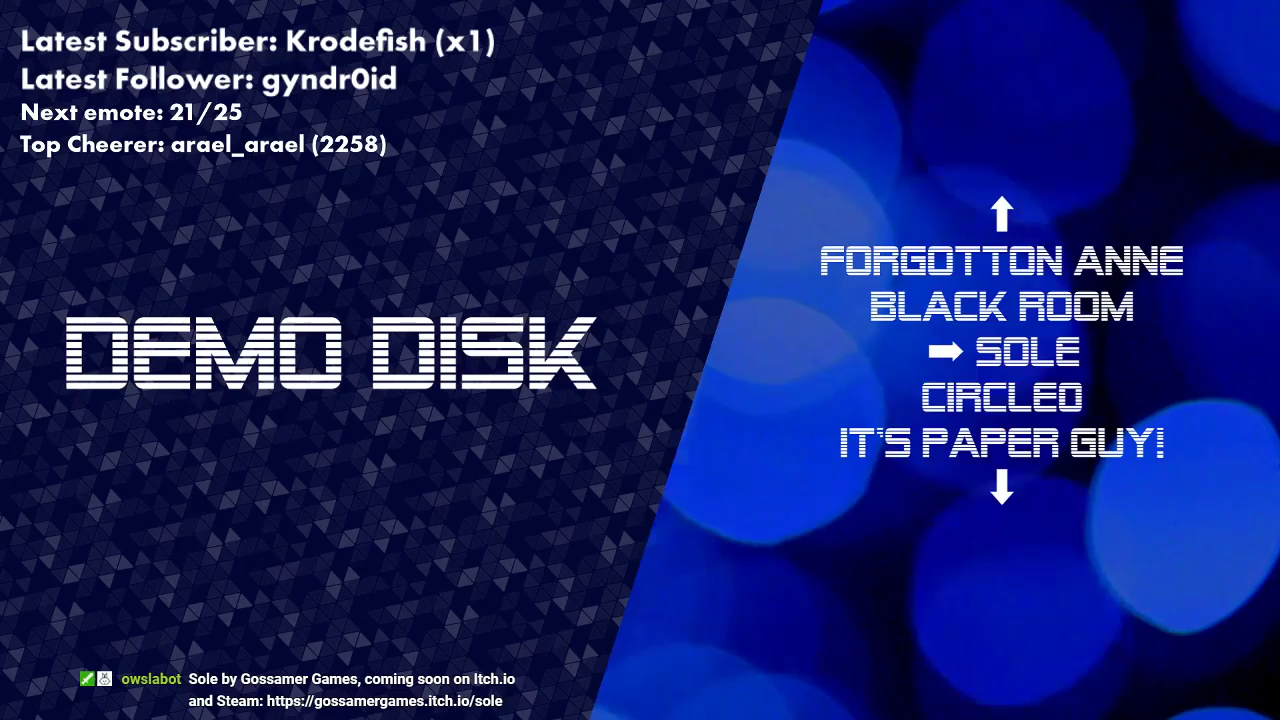 Latest Subscriber: Krodefish (x1)
Latest Follower: gyndr0id
Next emote: 21/25
Top Cheerer: arael_arael (2258)
DEMO DISK
FORGOTTON ANNE
BLACK ROOM
SOLE
CIRCLE0
IT'S PAPER GUY!
owslabot Sole by Gossamer Games, coming soon on Itch.io
and Steam: https://gossamergames.itch.io/sole